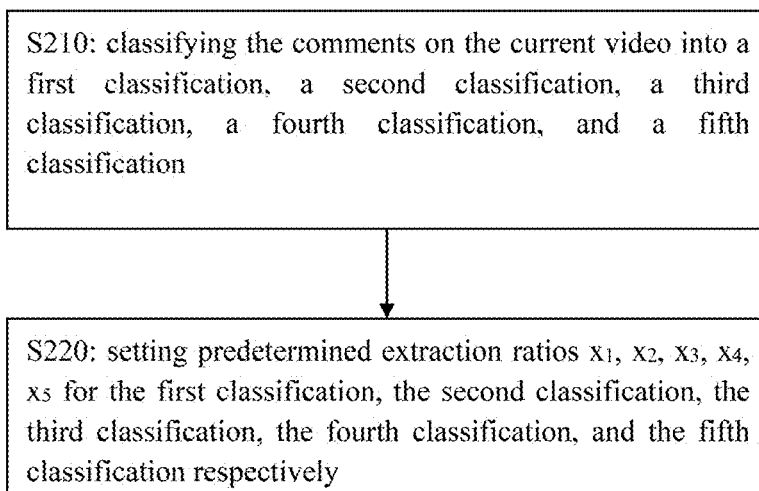 S210: classifying the comments on the current video into a
first classification, a second classification, a third
classification, a fourth classification, and a fifth
classification
S220: setting predetermined extraction ratios x₁, x₂, x₃, x₄,
x₅ for the first classification, the second classification, the
third classification, the fourth classification, and the fifth
classification respectively